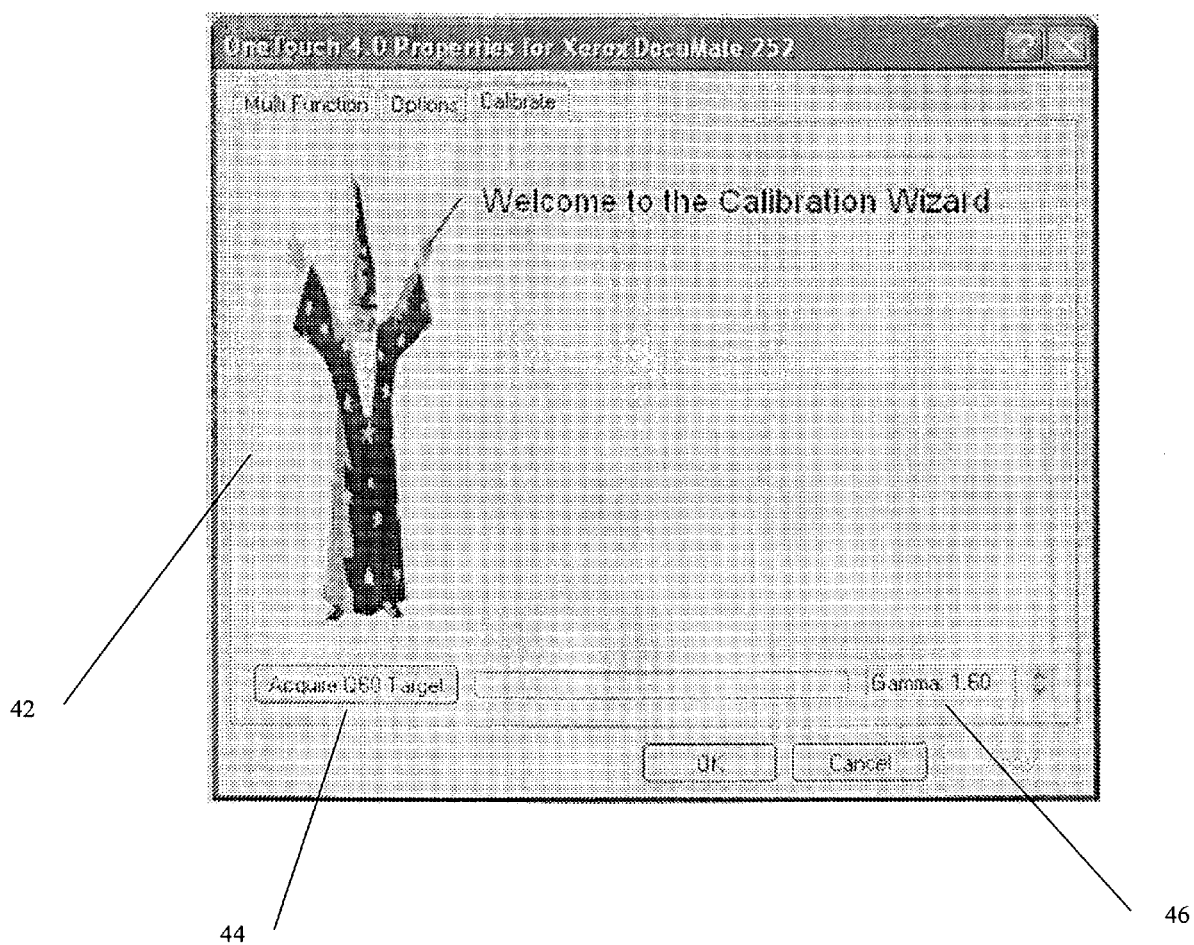 OneTouch 4.0 Properties for Xerox DocuMate 252
Multi Function Options Calibrate
Welcome to the Calibration Wizard
Acquire Q60 Target Gamma: 1.60
OK Cancel
42
44
46